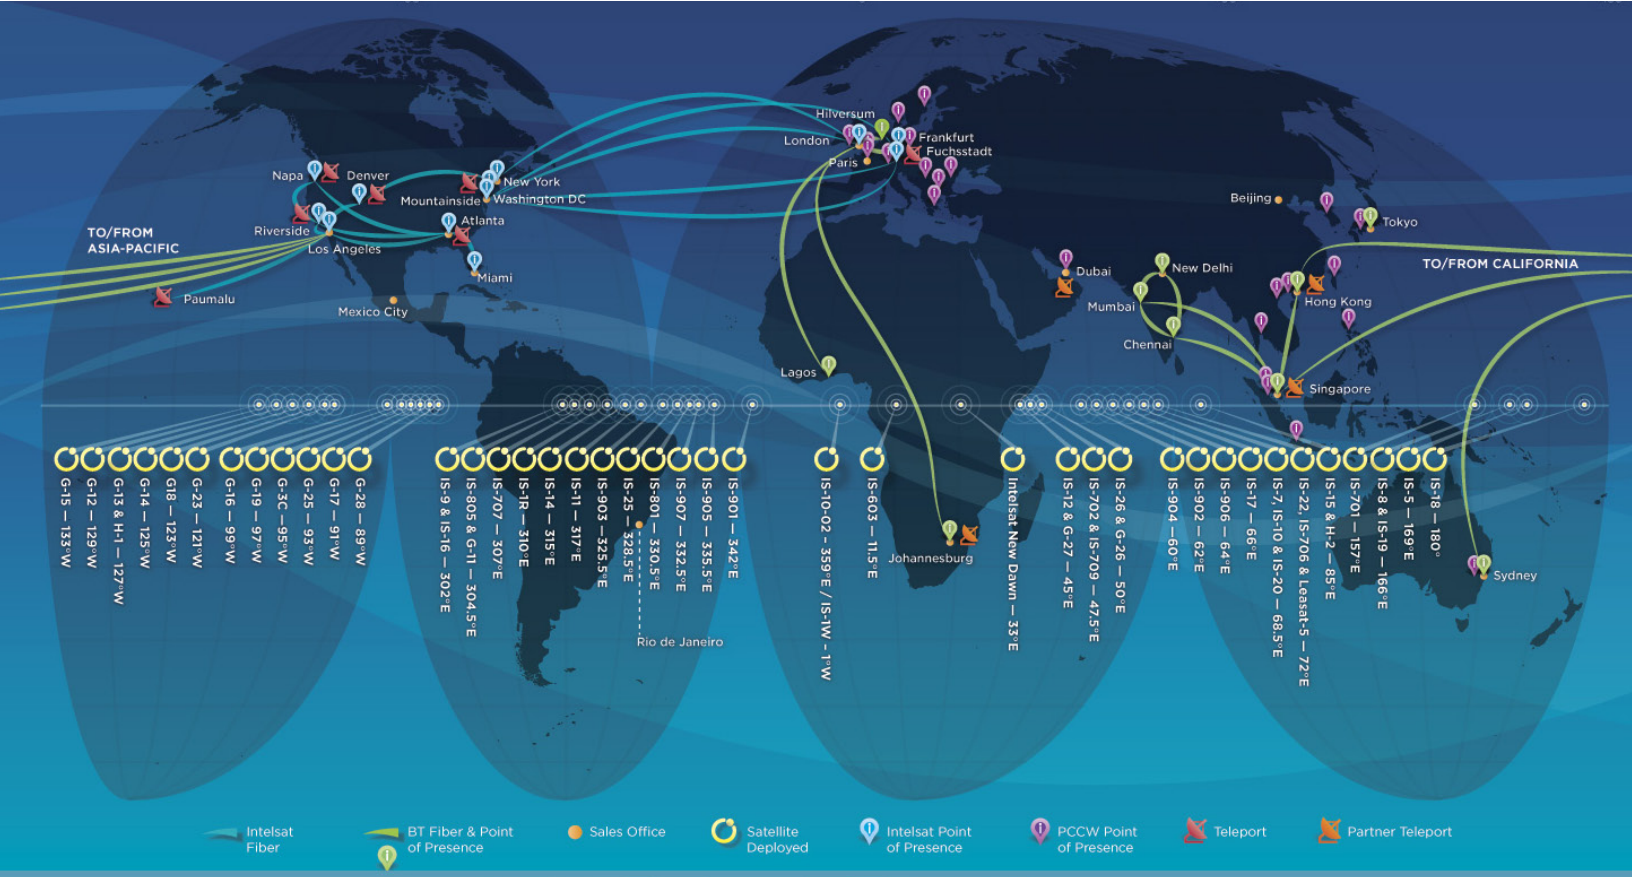 Hilversum
London
Frankfurt
Fuchsstadt
Paris
Napa
Denver
New York
Mountainside
Washington DC
Beijing
Atlanta
Tokyo
Riverside
TO/FROM
ASIA-PACIFIC
Los Angeles
TO/FROM CALIFORNIA
Dubai
New Delhi
Miami
Paumalu
Mexico City
Mumbai
Hong Kong
Chennai
Lagos
Singapore
G-15 — 133°W
G-12 — 129°W
G-13 & H-1 — 127°W
G-14 — 125°W
G18 — 123°W
G-23 — 121°W
G-16 — 99°W
G-19 — 97°W
G-3C — 95°W
G-25 — 93°W
G-17 — 91°W
G-28 — 89°W
IS-9 & IS-16 — 302°E
IS-805 & G-11 — 304.5°E
IS-707 — 307°E
IS-1R — 310°E
IS-14 — 315°E
IS-11 — 317°E
IS-903 — 325.5°E
IS-25 — 328.5°E
IS-801 — 330.5°E
IS-907 — 332.5°E
IS-905 — 335.5°E
IS-901 — 342°E
IS-10-02 — 359°E / IS-1W - 1°W
IS-603 — 11.5°E
Intelsat New Dawn — 33°E
IS-12 & G-27 — 45°E
IS-702 & IS-709 — 47.5°E
IS-26 & G-26 — 50°E
IS-904 — 60°E
IS-902 — 62°E
IS-906 — 64°E
IS-17 — 66°E
IS-7, IS-10 & IS-20 — 68.5°E
IS-22, IS-706 & Leasat-5 — 72°E
IS-15 & H-2 — 85°E
IS-701 — 157°E
IS-8 & IS-19 — 166°E
IS-5 — 169°E
IS-18 — 180°
Johannesburg
Sydney
Rio de Janeiro
Intelsat
Fiber
BT Fiber & Point
of Presence
Sales Office
Satellite
Deployed
Intelsat Point
of Presence
PCCW Point
of Presence
Teleport
Partner Teleport